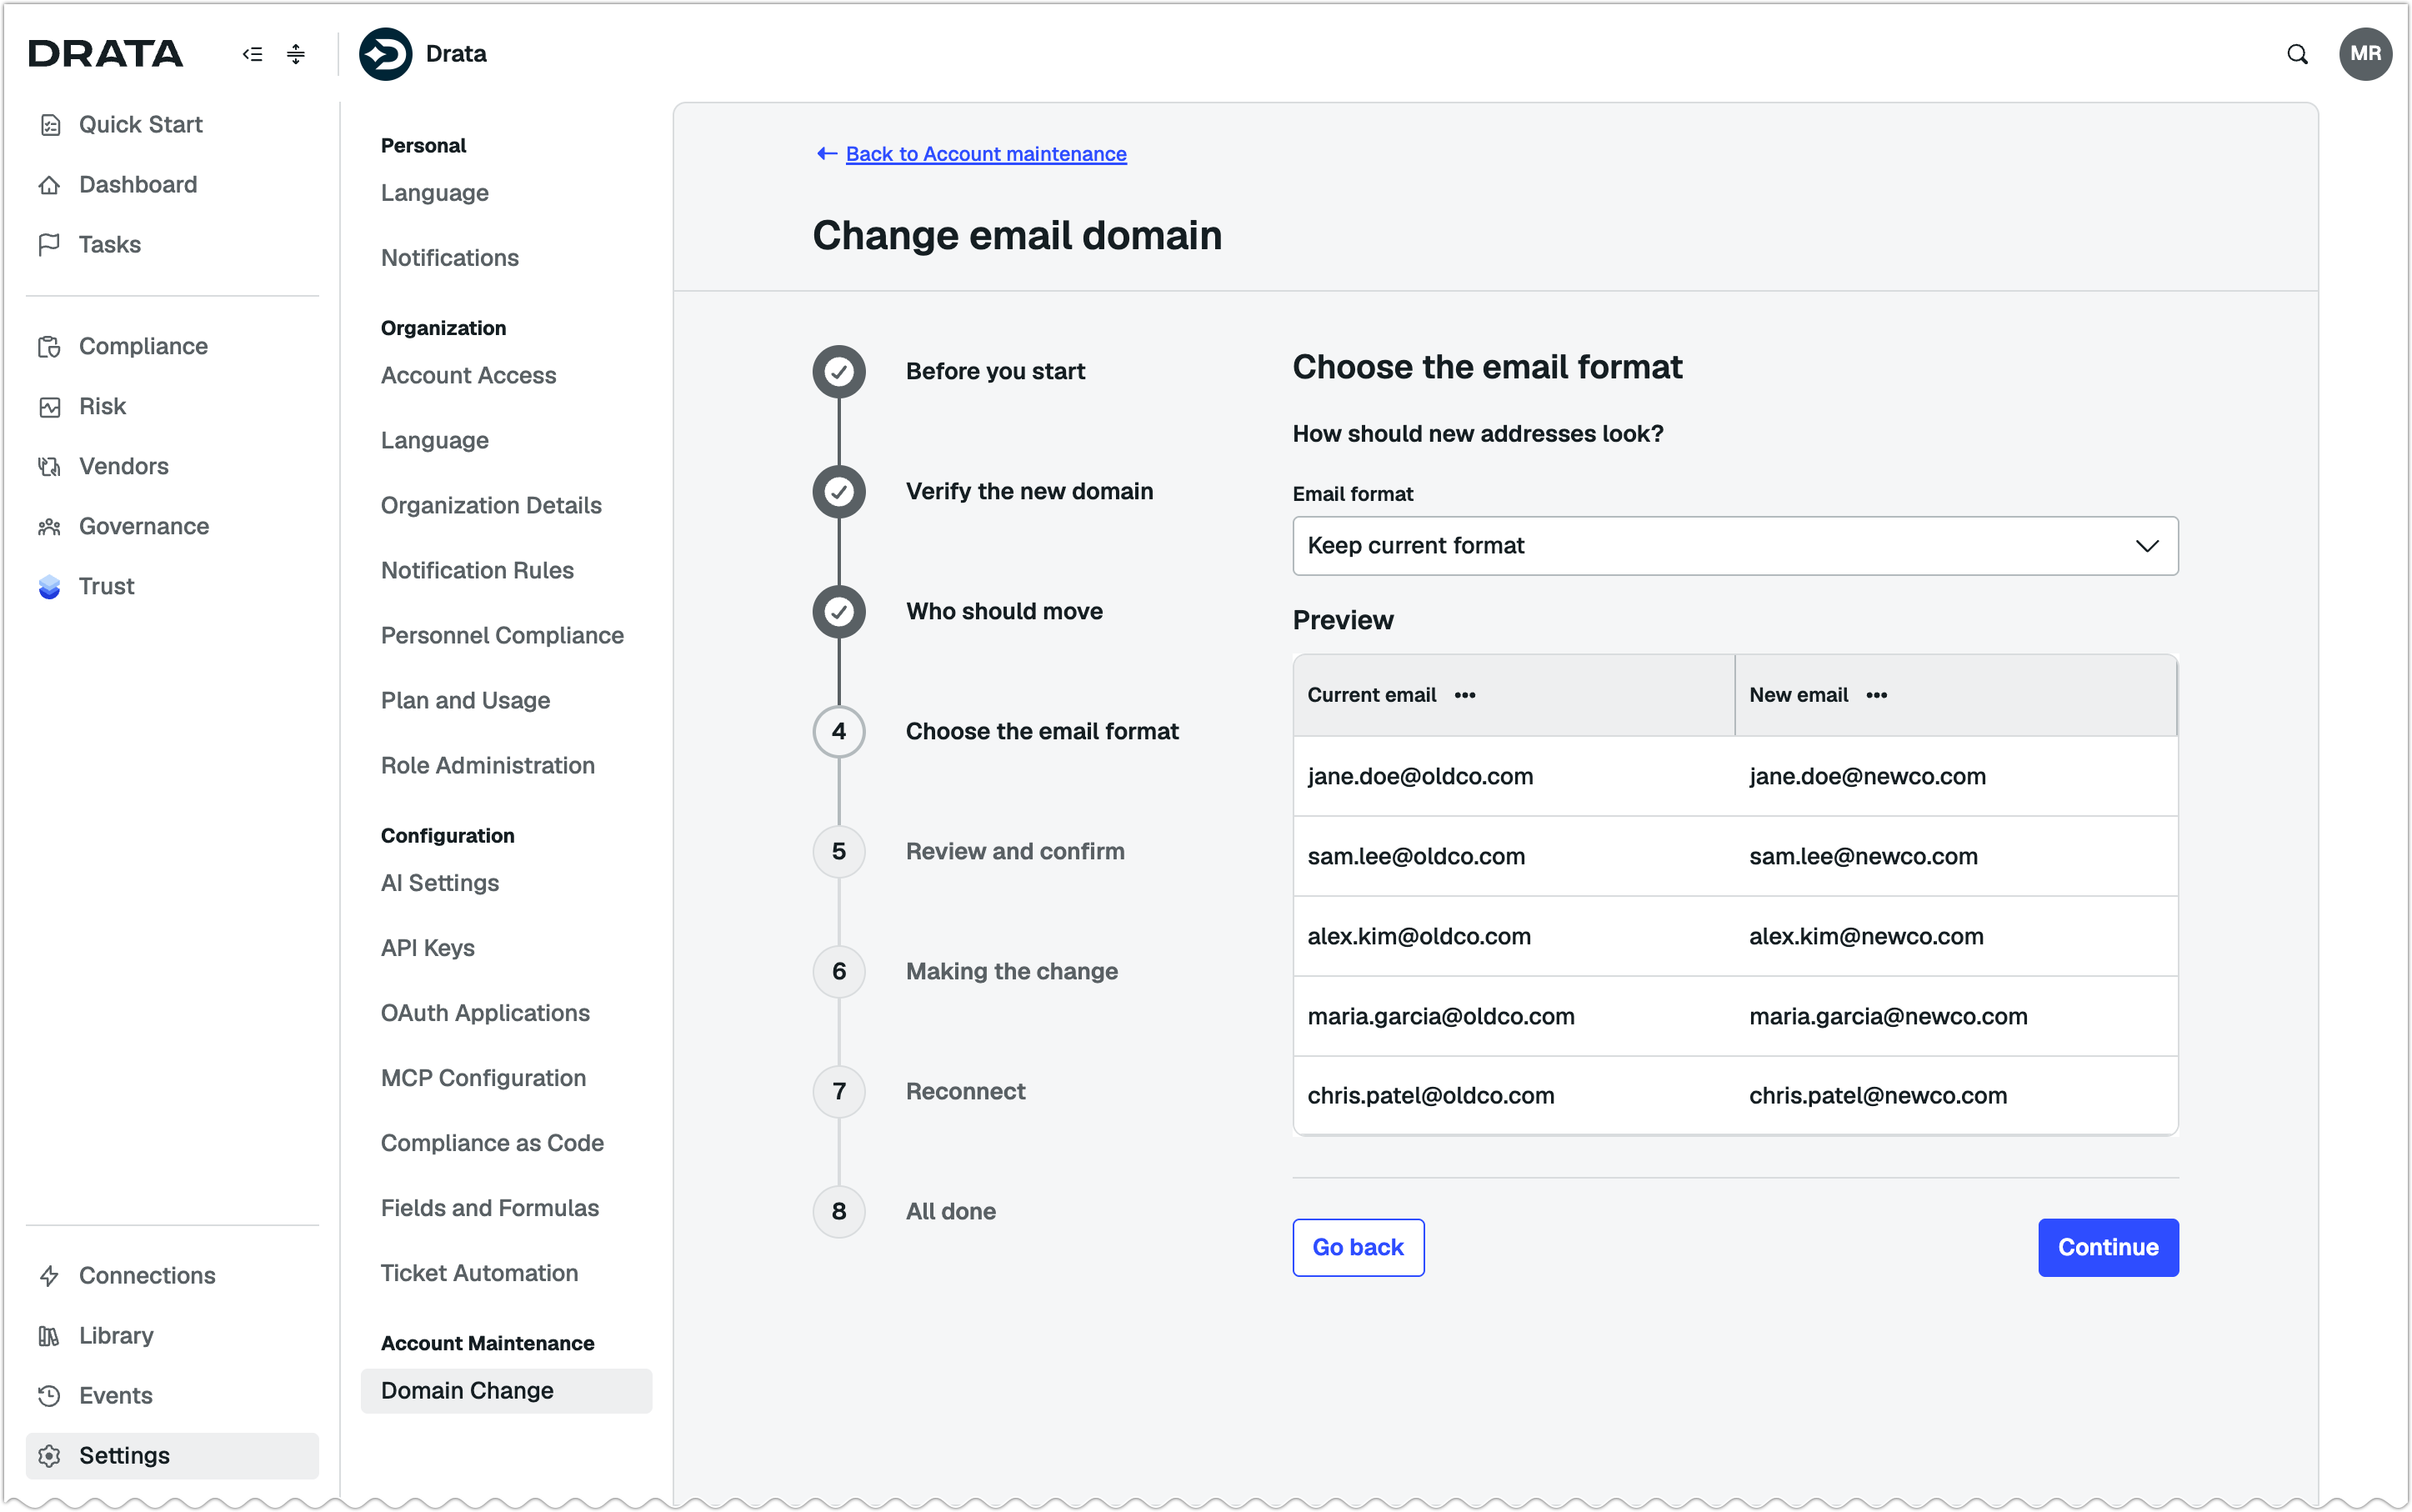 DRATA
Drata
MR
Quick Start
Dashboard
Tasks
Compliance
Risk
Vendors
Governance
Trust
Connections
Library
Events
Settings
Personal
Language
Notifications
Organization
Account Access
Language
Organization Details
Notification Rules
Personnel Compliance
Plan and Usage
Role Administration
Configuration
AI Settings
API Keys
OAuth Applications
MCP Configuration
Compliance as Code
Fields and Formulas
Ticket Automation
Account Maintenance
Domain Change
Back to Account maintenance
Change email domain
Before you start
Verify the new domain
Who should move
4 Choose the email format
5 Review and confirm
6 Making the change
7 Reconnect
8 All done
Choose the email format
How should new addresses look?
Email format
Keep current format
Preview
Current email ••• New email •••
jane.doe@oldco.com jane.doe@newco.com
sam.lee@oldco.com sam.lee@newco.com
alex.kim@oldco.com alex.kim@newco.com
maria.garcia@oldco.com maria.garcia@newco.com
chris.patel@oldco.com chris.patel@newco.com
Go back Continue